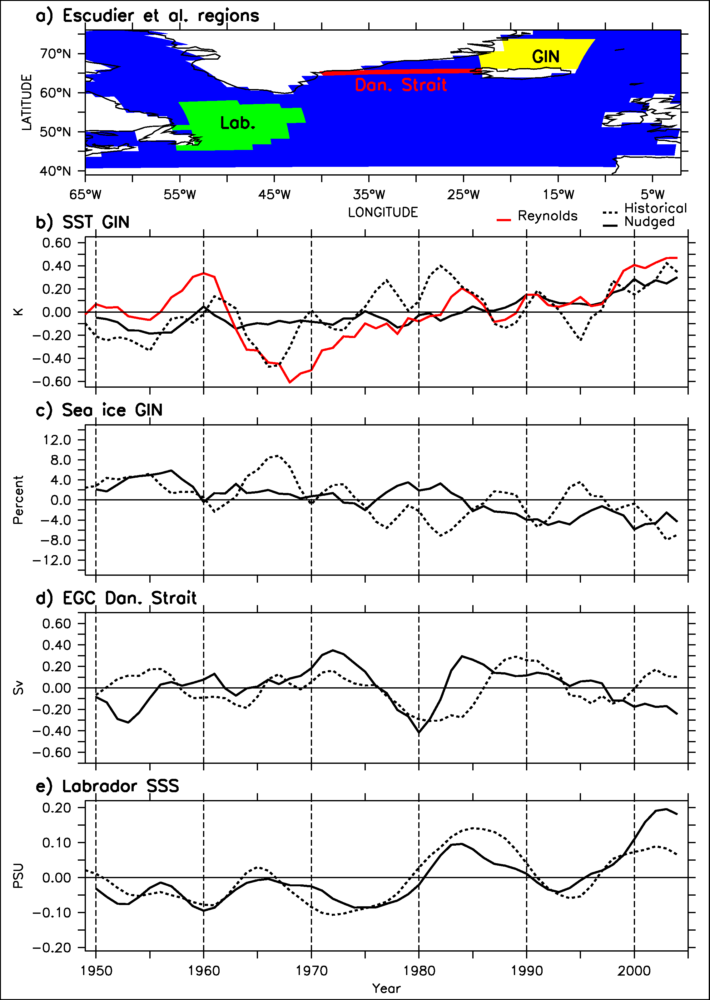 a) Escudier et al. regions
70°N
60°N
50°N
40°N
LATITUDE
GIN
Dan. Strait
Lab.
65°W 55°W 45°W 35°W 25°W 15°W 5°W
LONGITUDE
Reynolds
Historical
Nudged
b) SST GIN
0.60
0.40
0.20
0.00
−0.20
−0.40
−0.60
K
c) Sea ice GIN
12.0
8.0
4.0
0.0
−4.0
−8.0
−12.0
Percent
d) EGC Dan. Strait
0.60
0.40
0.20
0.00
−0.20
−0.40
−0.60
Sv
e) Labrador SSS
0.20
0.10
0.00
−0.10
−0.20
PSU
1950 1960 1970 1980 1990 2000
Year